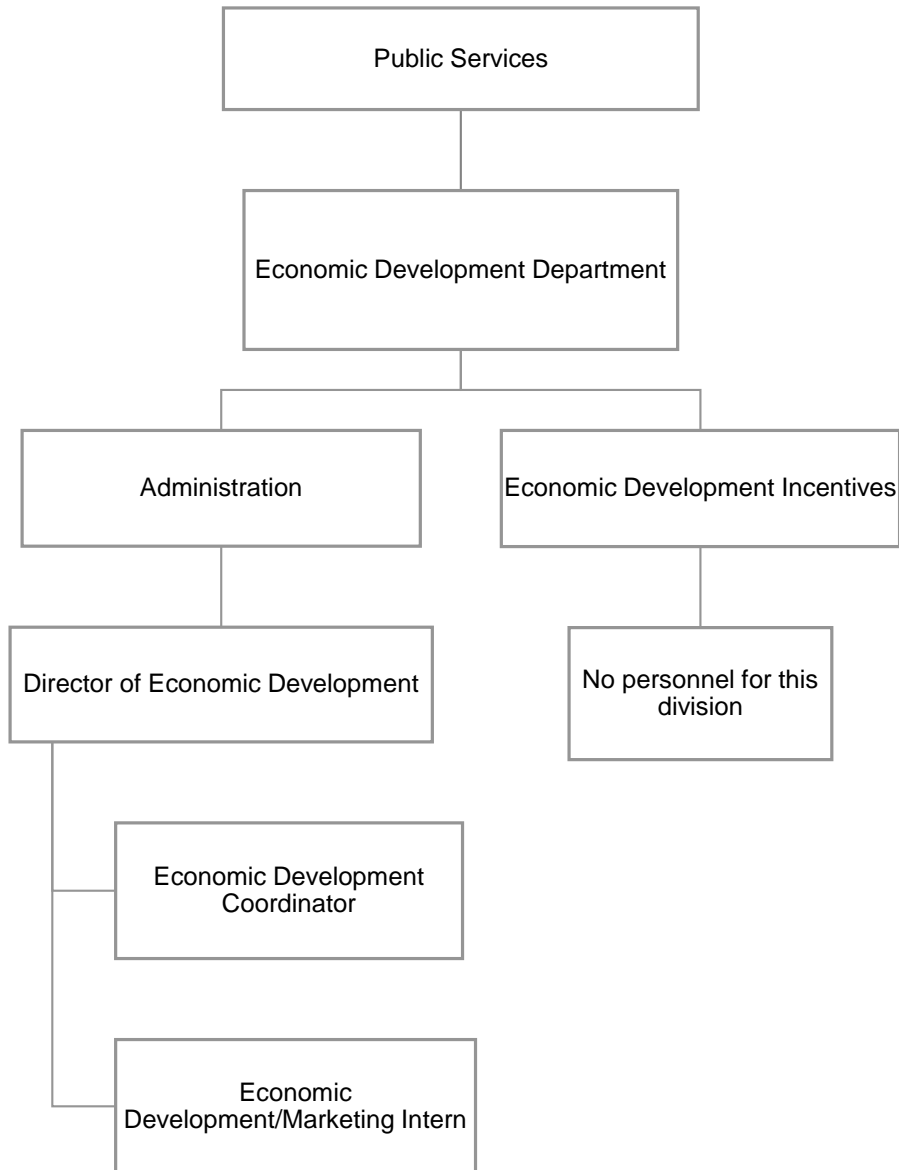 Public Services
Economic Development Department
Administration
Economic Development Incentives
Director of Economic Development
No personnel for this
division
Economic Development
Coordinator
Economic
Development/Marketing Intern